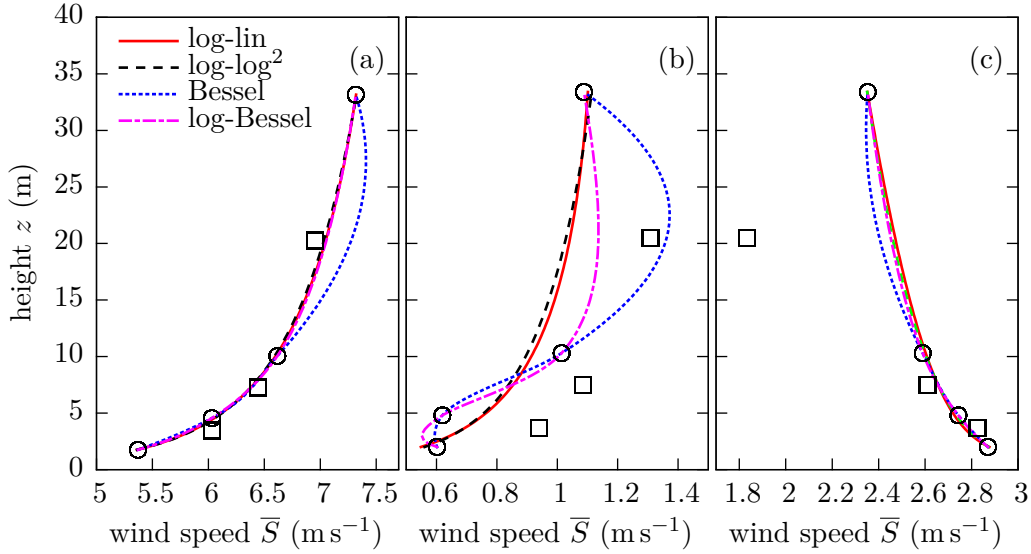 40
35
30
25
20
15
10
5
0
height z (m)
log-lin
log-log²
Bessel
log-Bessel
(a)
(b)
(c)
5 5.5 6 6.5 7 7.5
0.6 0.8 1 1.2 1.4
1.8 2 2.2 2.4 2.6 2.8 3
wind speed S̅ (m s⁻¹)
wind speed S̅ (m s⁻¹)
wind speed S̅ (m s⁻¹)